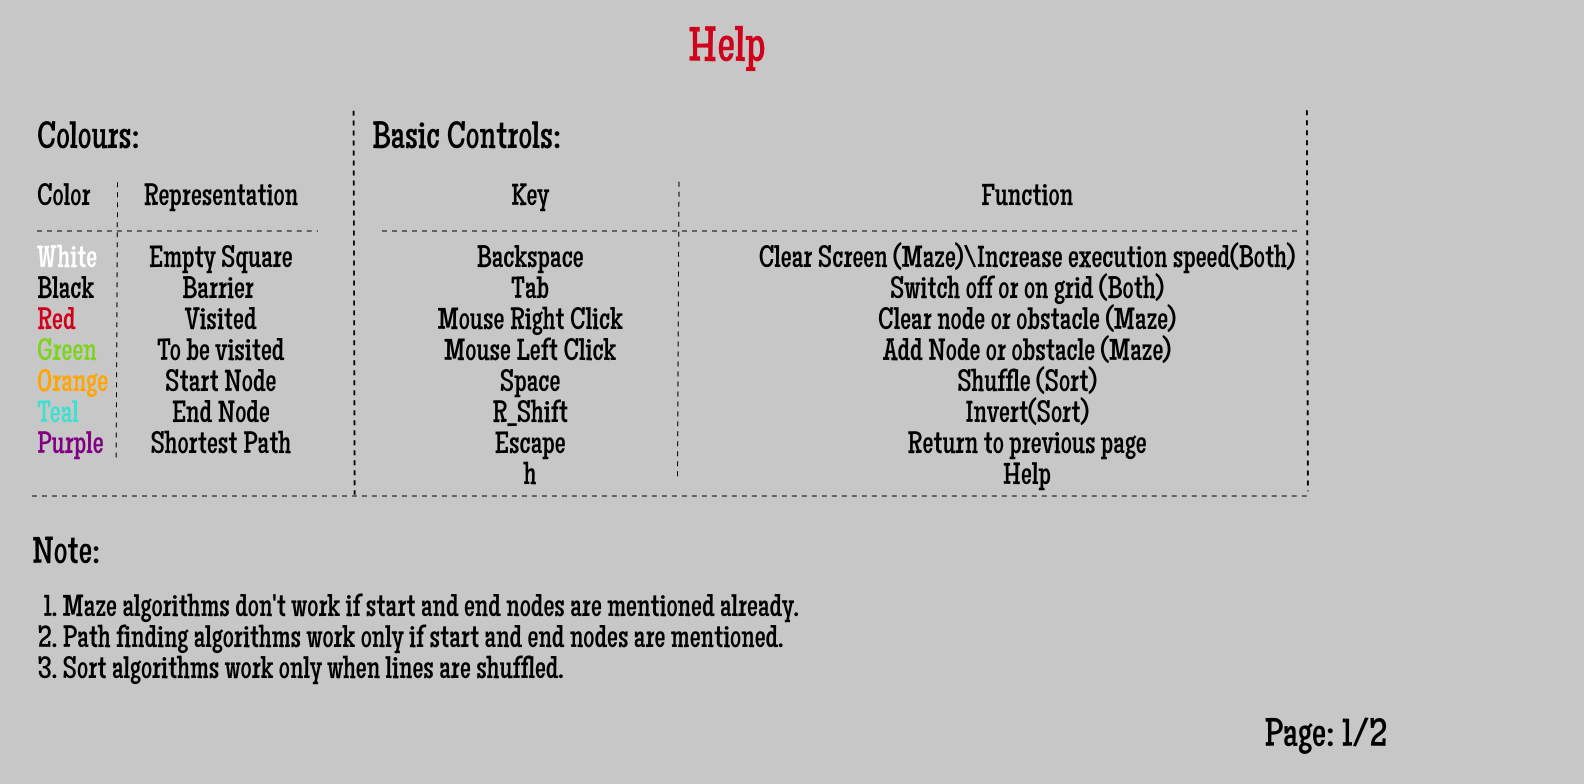 Help
Colours:
Color Representation
White Empty Square
Black Barrier
Red Visited
Green To be visited
Orange Start Node
Teal End Node
Purple Shortest Path
Basic Controls:
Key Function
Backspace Clear Screen (Maze)\Increase execution speed(Both)
Tab Switch off or on grid (Both)
Mouse Right Click Clear node or obstacle (Maze)
Mouse Left Click Add Node or obstacle (Maze)
Space Shuffle (Sort)
R_Shift Invert(Sort)
Escape Return to previous page
h Help
Note:
1. Maze algorithms don't work if start and end nodes are mentioned already.
2. Path finding algorithms work only if start and end nodes are mentioned.
3. Sort algorithms work only when lines are shuffled.
Page: 1/2